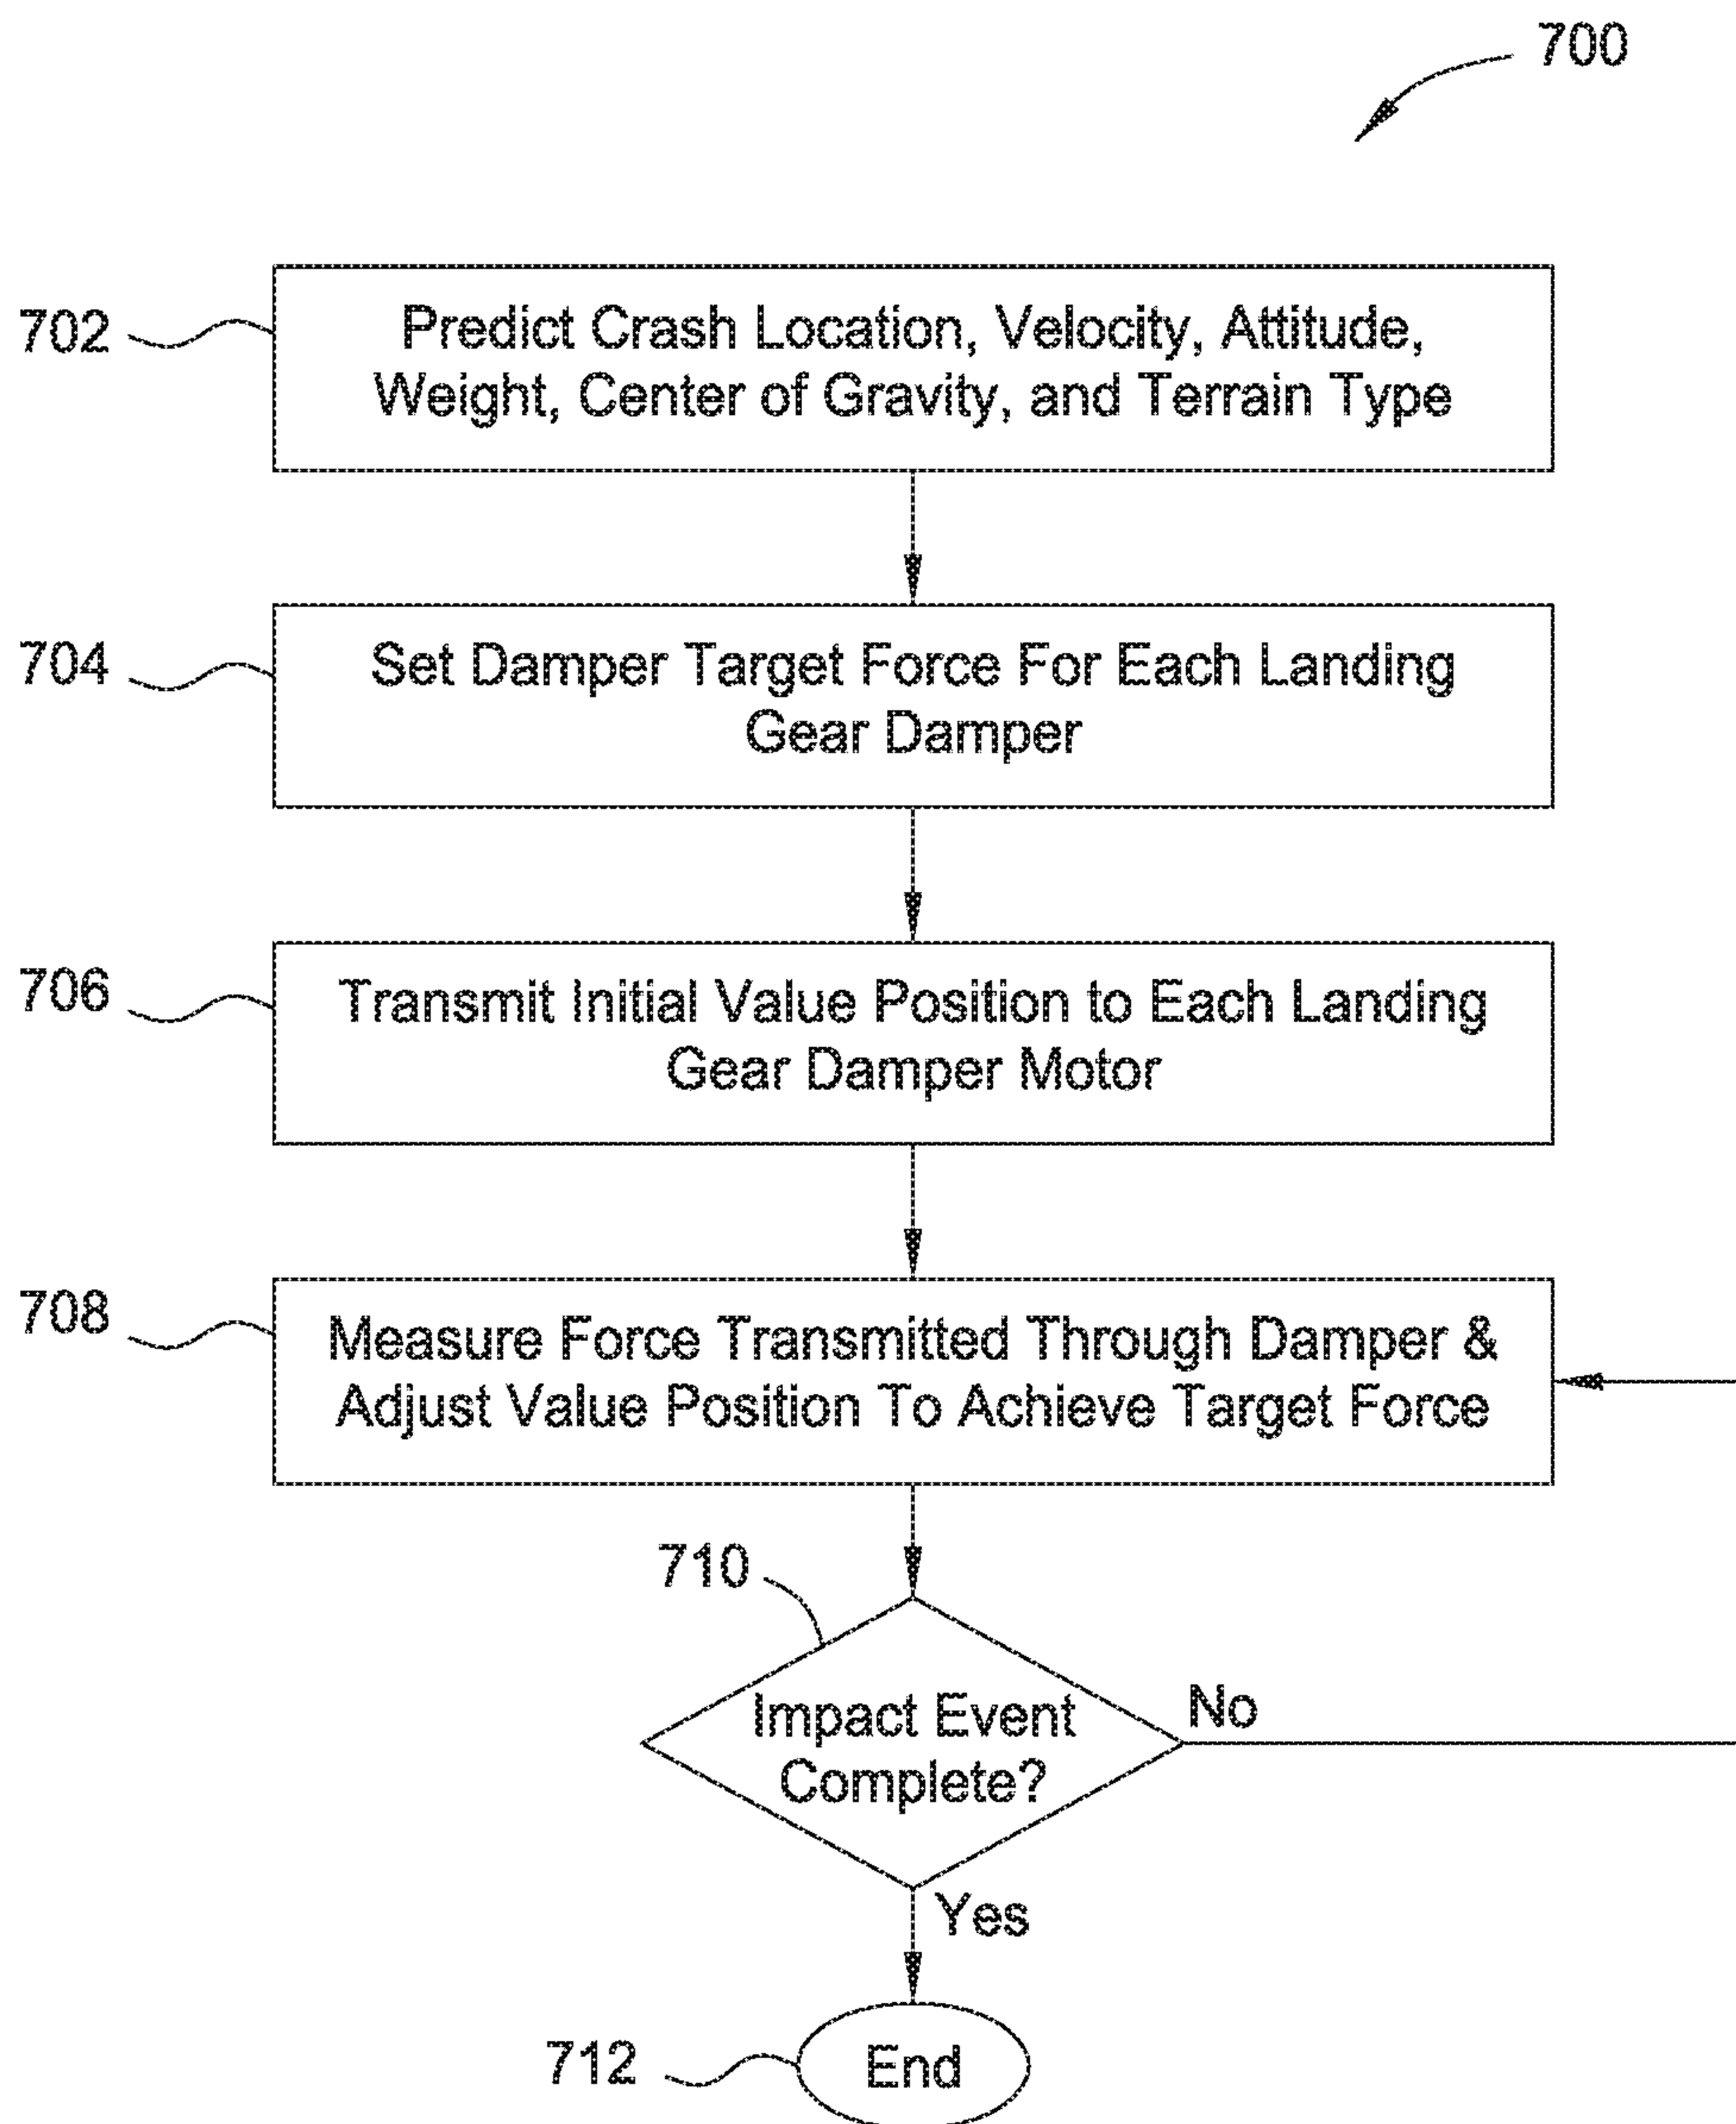 700
702
Predict Crash Location, Velocity, Attitude,
Weight, Center of Gravity, and Terrain Type
704
Set Damper Target Force For Each Landing
Gear Damper
706
Transmit Initial Value Position to Each Landing
Gear Damper Motor
708
Measure Force Transmitted Through Damper &
Adjust Value Position To Achieve Target Force
710
Impact Event
Complete?
No
Yes
712
End